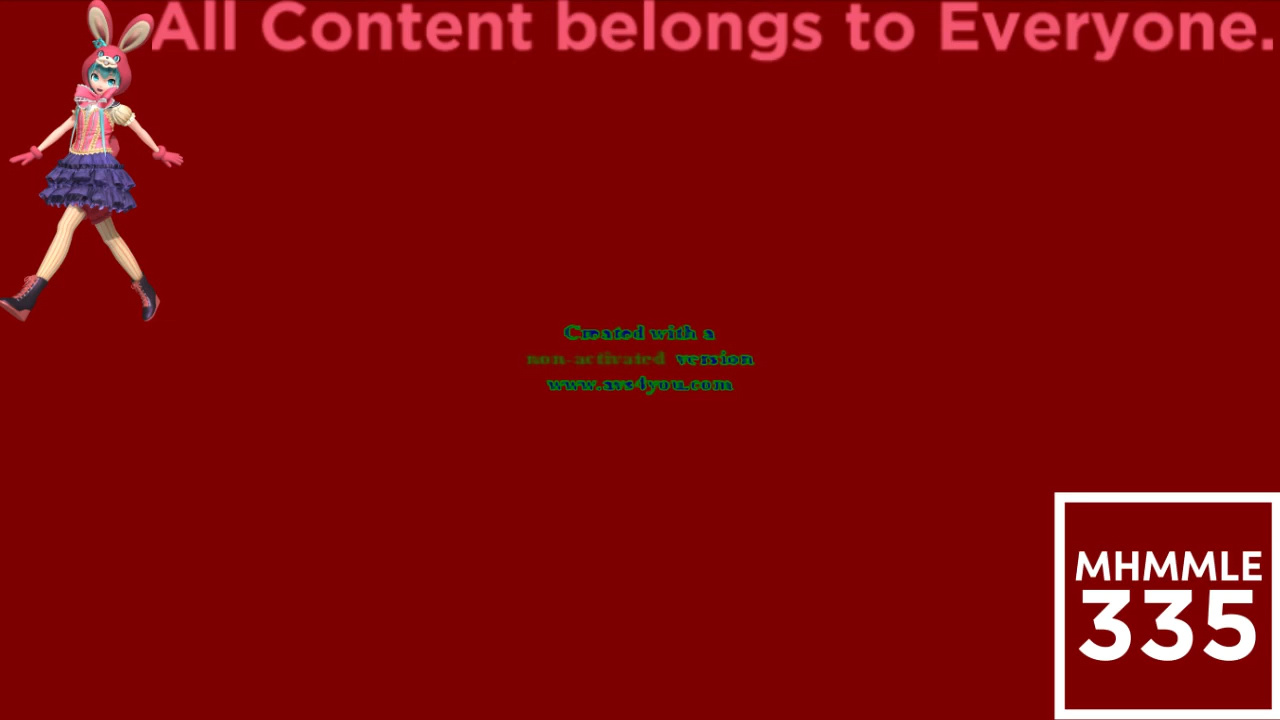 All Content belongs to Everyone.
Created with a
non-activated version
www.avs4you.com
MHMMLE
335